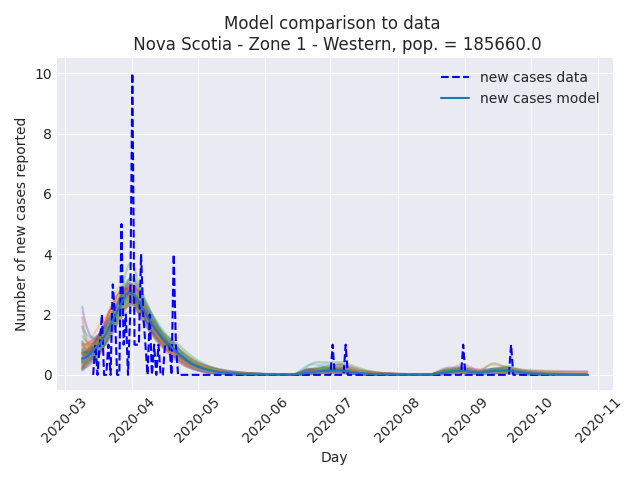 Model comparison to data
Nova Scotia - Zone 1 - Western, pop. = 185660.0
new cases data
new cases model
Number of new cases reported
10
8
6
4
2
0
2020-03
2020-04
2020-05
2020-06
2020-07
2020-08
2020-09
2020-10
2020-11
Day